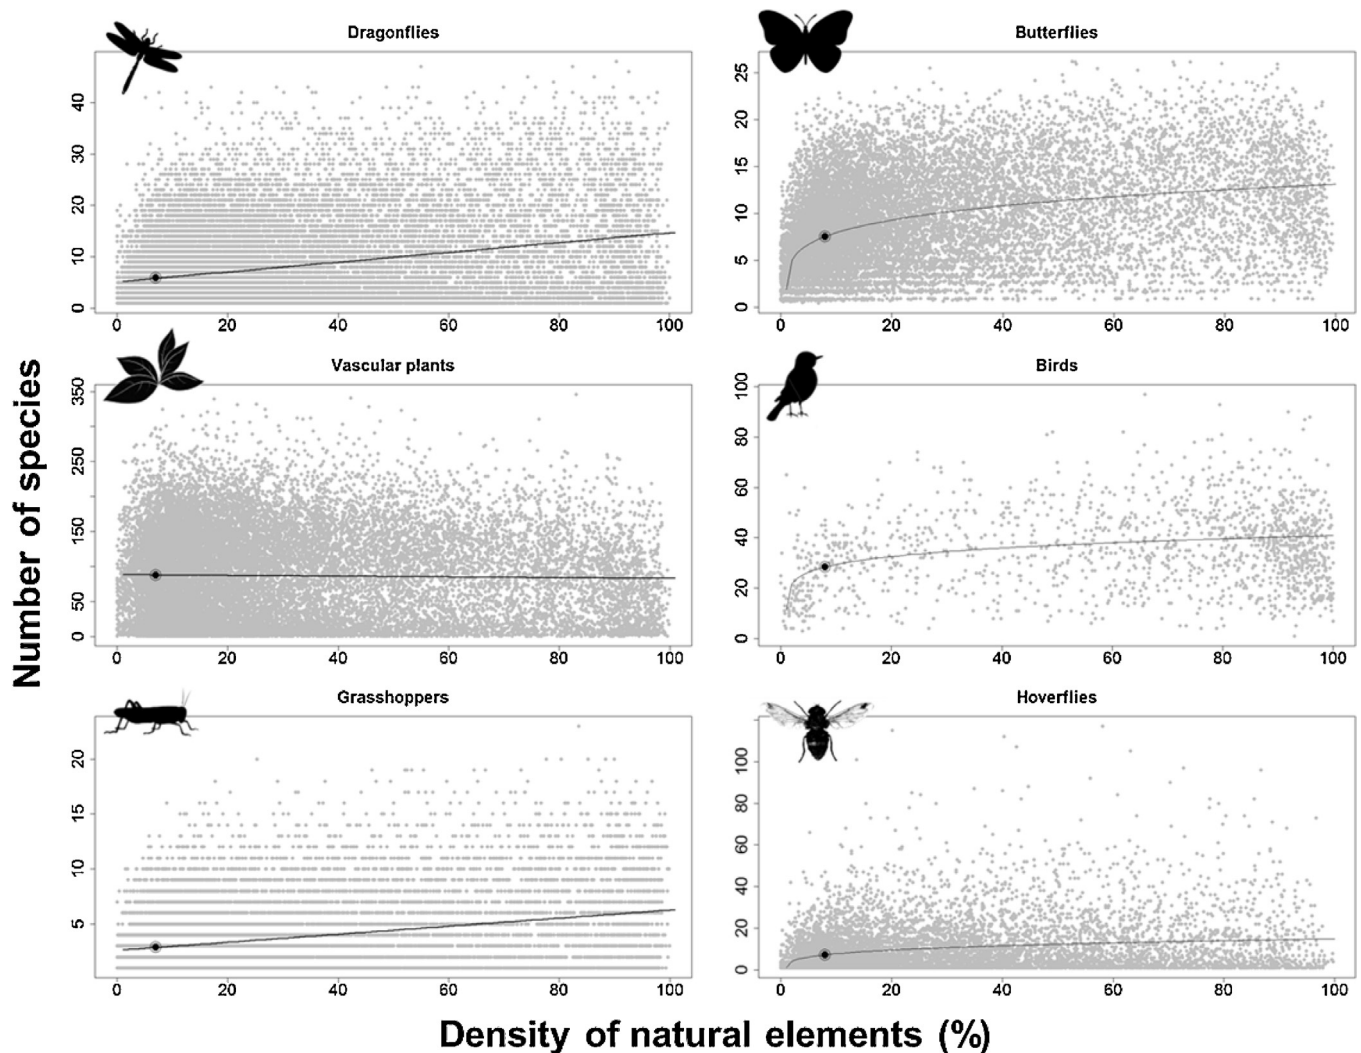 Dragonflies
Butterflies
40
30
20
10
0
0 20 40 60 80 100
25
20
15
10
5
0
0 20 40 60 80 100
Vascular plants
Birds
350
250
150
50
0
0 20 40 60 80 100
100
80
60
40
20
0
0 20 40 60 80 100
Grasshoppers
Hoverflies
20
15
10
5
0 20 40 60 80 100
100
80
60
40
20
0
0 20 40 60 80 100
Number of species
Density of natural elements (%)